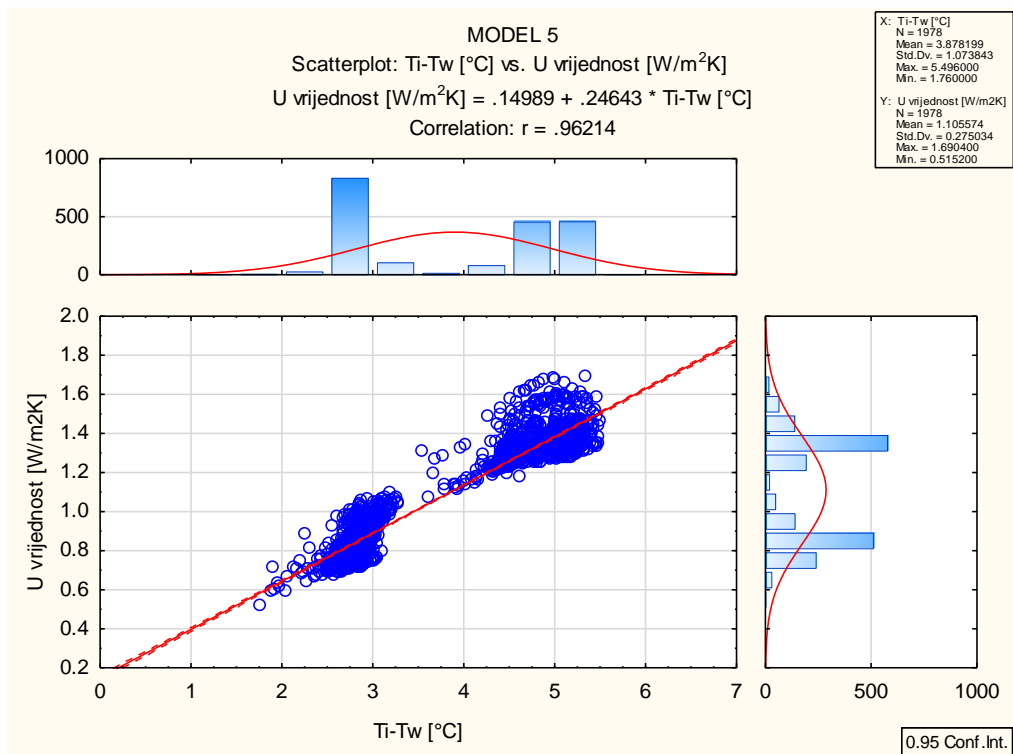 MODEL 5
Scatterplot: Ti-Tw [°C] vs. U vrijednost [W/m²K]
U vrijednost [W/m²K] = .14989 + .24643 * Ti-Tw [°C]
Correlation: r = .96214
X: Ti-Tw [°C]
N = 1978
Mean = 3.878199
Std.Dv. = 1.073843
Max. = 5.496000
Min. = 1.760000
Y: U vrijednost [W/m2K]
N = 1978
Mean = 1.105574
Std.Dv. = 0.275034
Max. = 1.690400
Min. = 0.515200
1000
500
0
2.0
1.8
1.6
1.4
1.2
1.0
0.8
0.6
0.4
0.2
U vrijednost [W/m2K]
0 1 2 3 4 5 6 7
Ti-Tw [°C]
0 500 1000
0.95 Conf.Int.